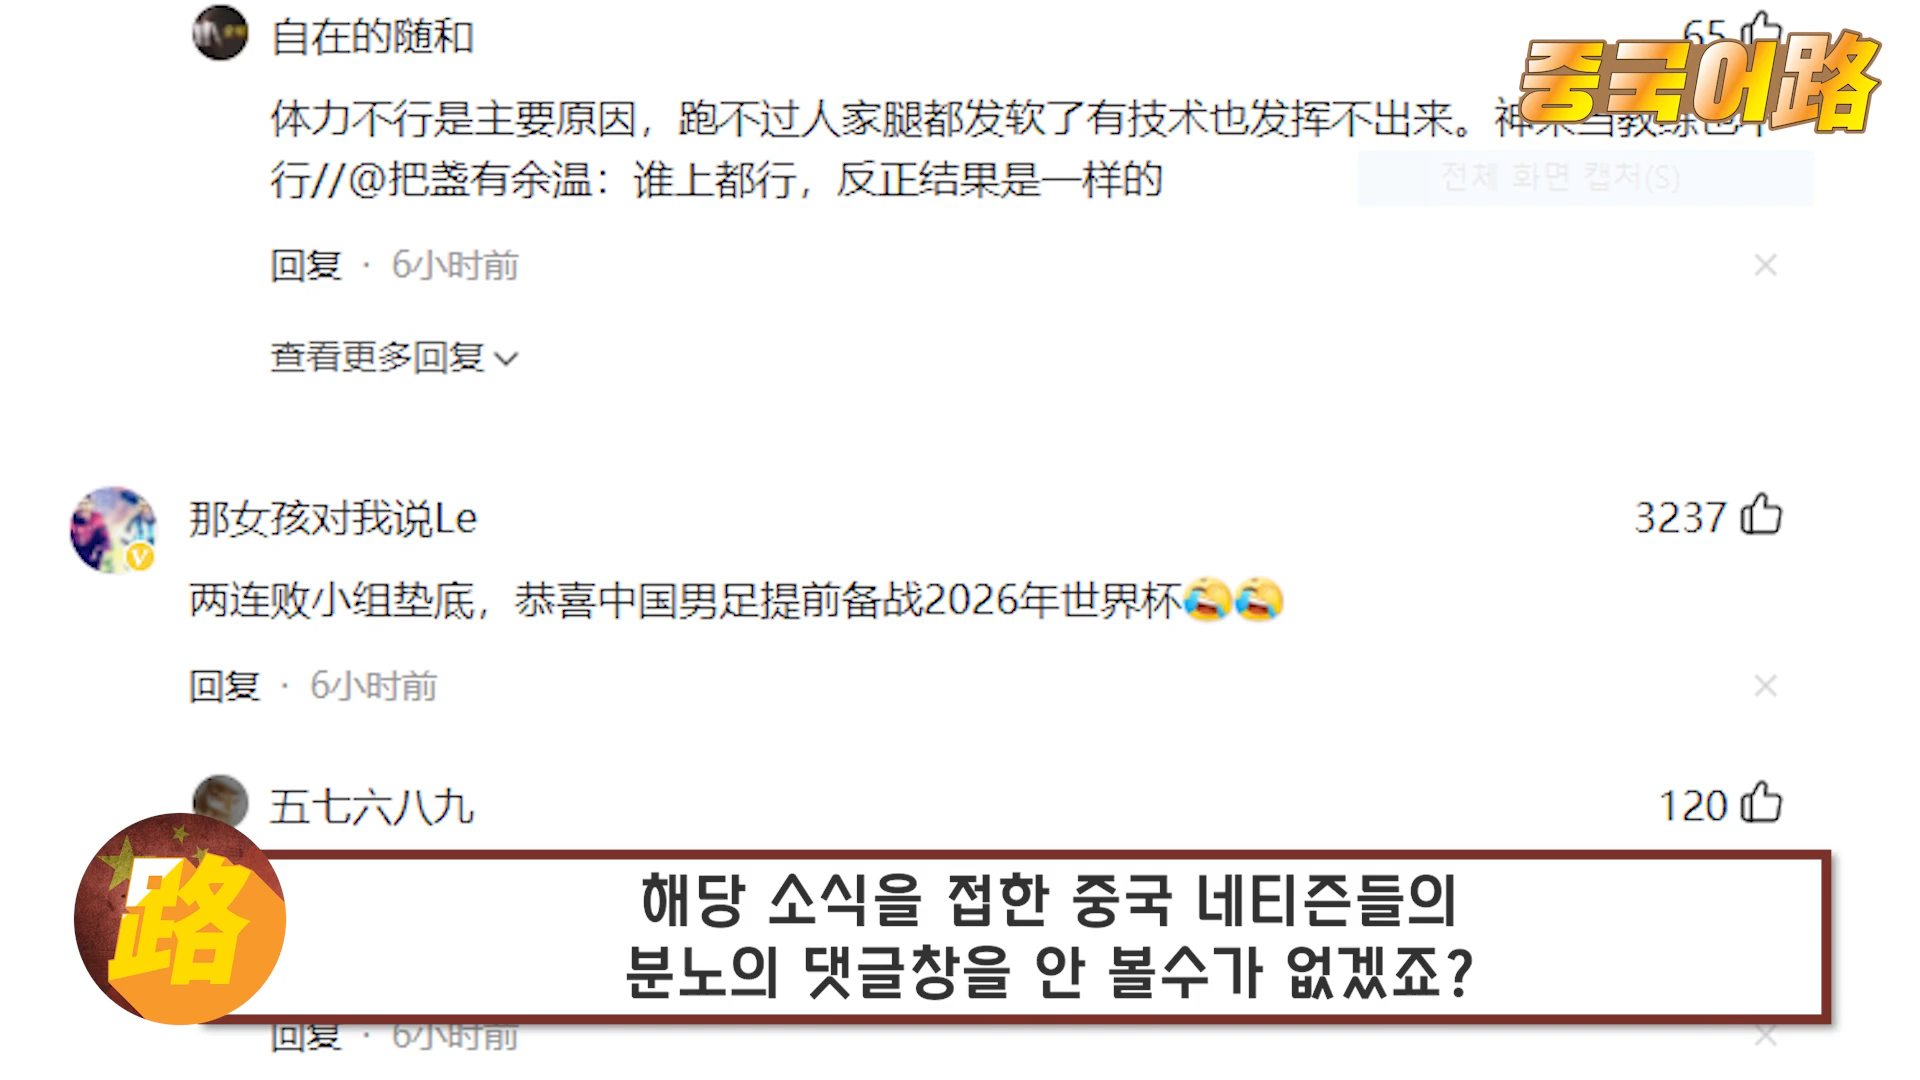 自在的随和
65
중국어路
体力不行是主要原因，跑不过人家腿都发软了有技术也发挥不出来。神来当教练也不
行//@把盏有余温：谁上都行，反正结果是一样的
전체 화면 캡처(S)
回复 · 6小时前
查看更多回复
那女孩对我说Le
3237
两连败小组垫底，恭喜中国男足提前备战2026年世界杯😂😂
回复 · 6小时前
五七六八九
120
路
해당 소식을 접한 중국 네티즌들의
분노의 댓글창을 안 볼수가 없겠죠?
回复 · 6小时前